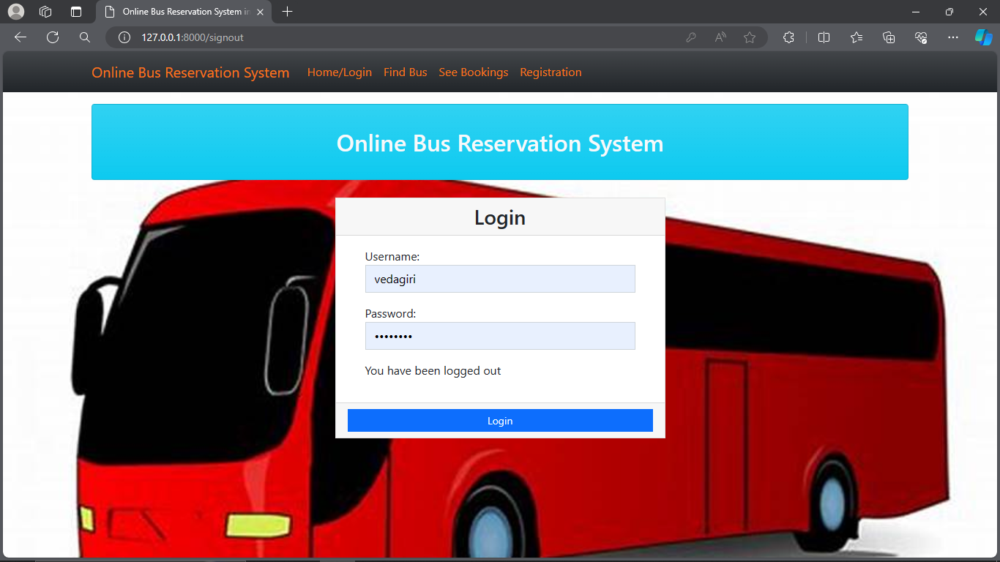 Online Bus Reservation System in
127.0.0.1:8000/signout
Online Bus Reservation System Home/Login Find Bus See Bookings Registration
Online Bus Reservation System
Login
Username:
vedagiri
Password:
••••••••
You have been logged out
Login